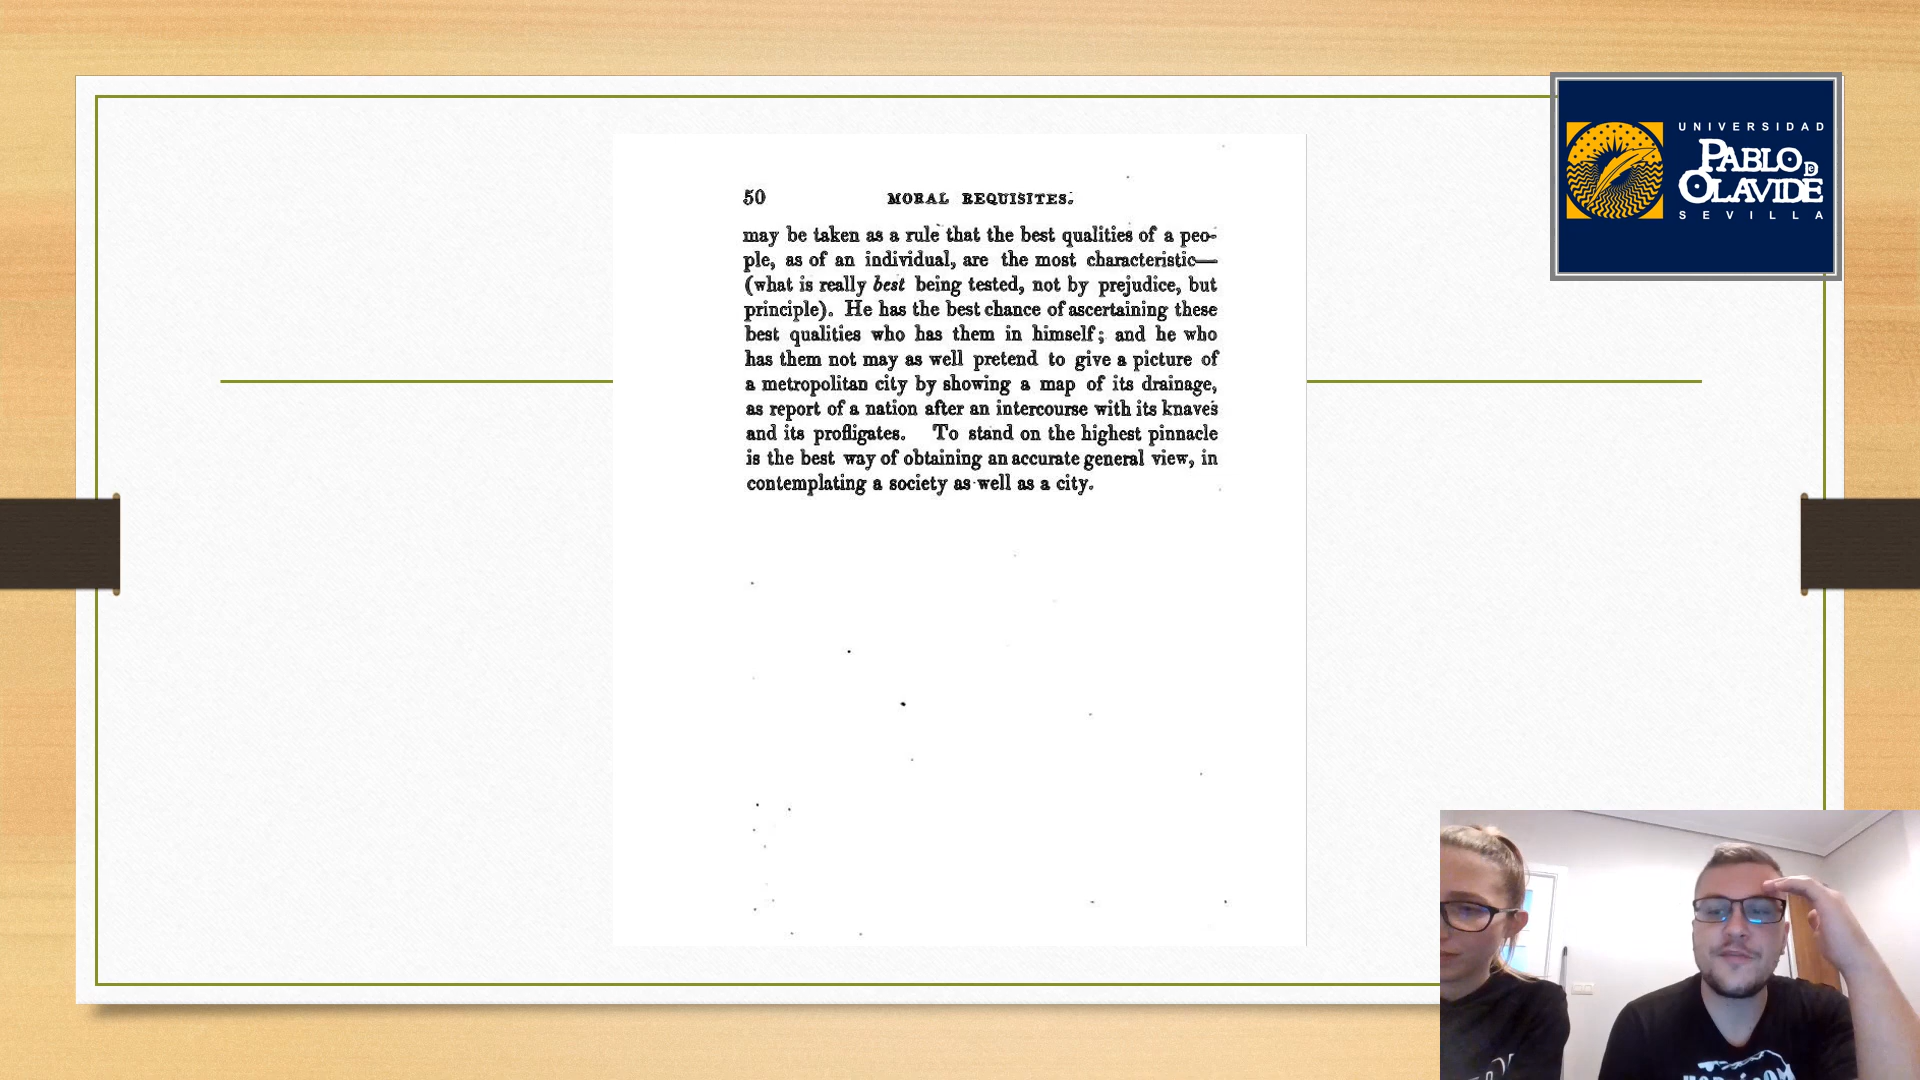 50 MORAL REQUISITES.
may be taken as a rule that the best qualities of a peo-
ple, as of an individual, are the most characteristic—
(what is really best being tested, not by prejudice, but
principle). He has the best chance of ascertaining these
best qualities who has them in himself; and he who
has them not may as well pretend to give a picture of
a metropolitan city by showing a map of its drainage,
as report of a nation after an intercourse with its knaves
and its profligates. To stand on the highest pinnacle
is the best way of obtaining an accurate general view, in
contemplating a society as well as a city.
UNIVERSIDAD
PABLO DE
OLAVIDE
SEVILLA